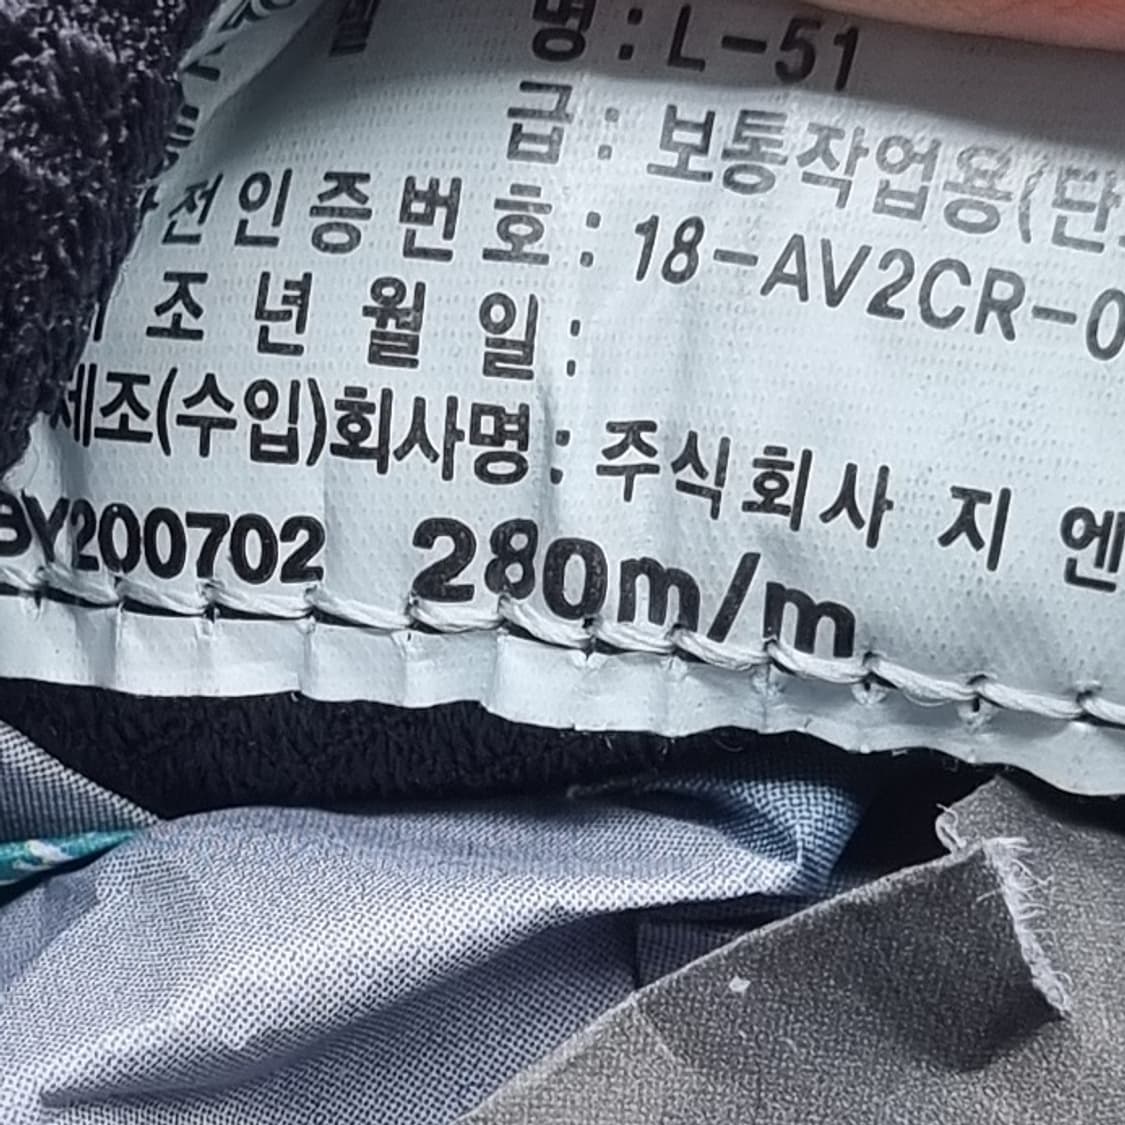 명 : L-51
급 : 보통작업용(단
전인증번호 : 18-AV2CR-0
조년월일 :
제조(수입)회사명 : 주식회사 지엔
BY200702 280m/m